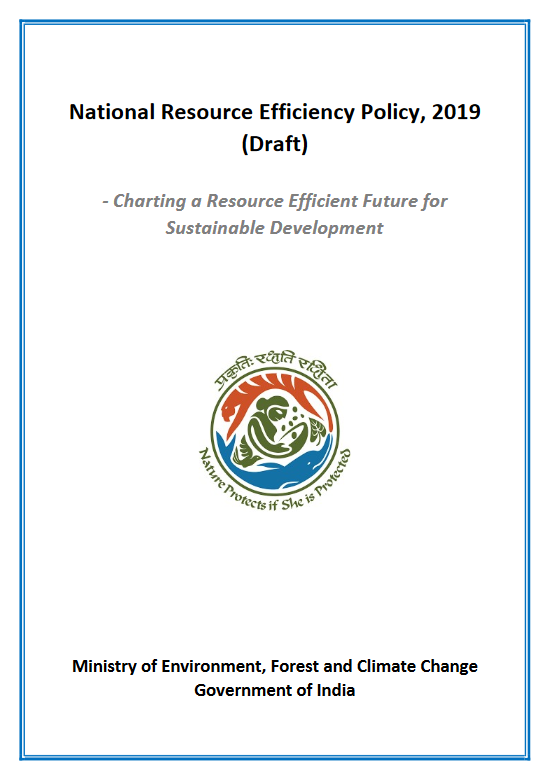 National Resource Efficiency Policy, 2019
(Draft)
- Charting a Resource Efficient Future for
Sustainable Development
प्रकृतिः रक्षति रक्षिता
Nature Protects if She is Protected
Ministry of Environment, Forest and Climate Change
Government of India